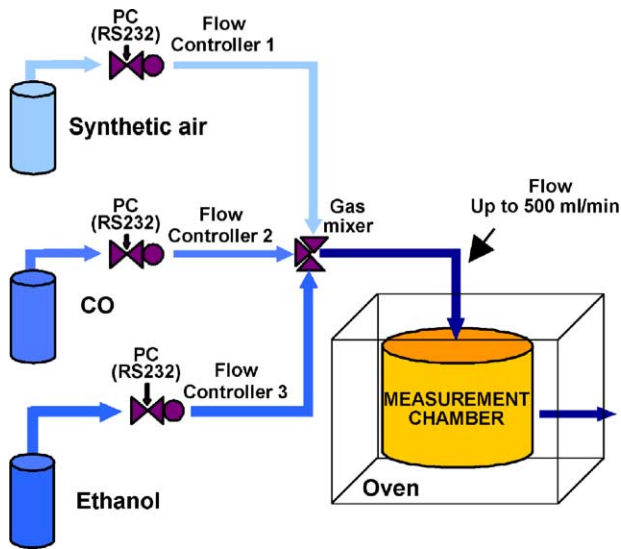 PC
(RS232)
Flow
Controller 1
Synthetic air
PC
(RS232)
Flow
Controller 2
Gas
mixer
Flow
Up to 500 ml/min
CO
PC
(RS232)
Flow
Controller 3
MEASUREMENT
CHAMBER
Oven
Ethanol